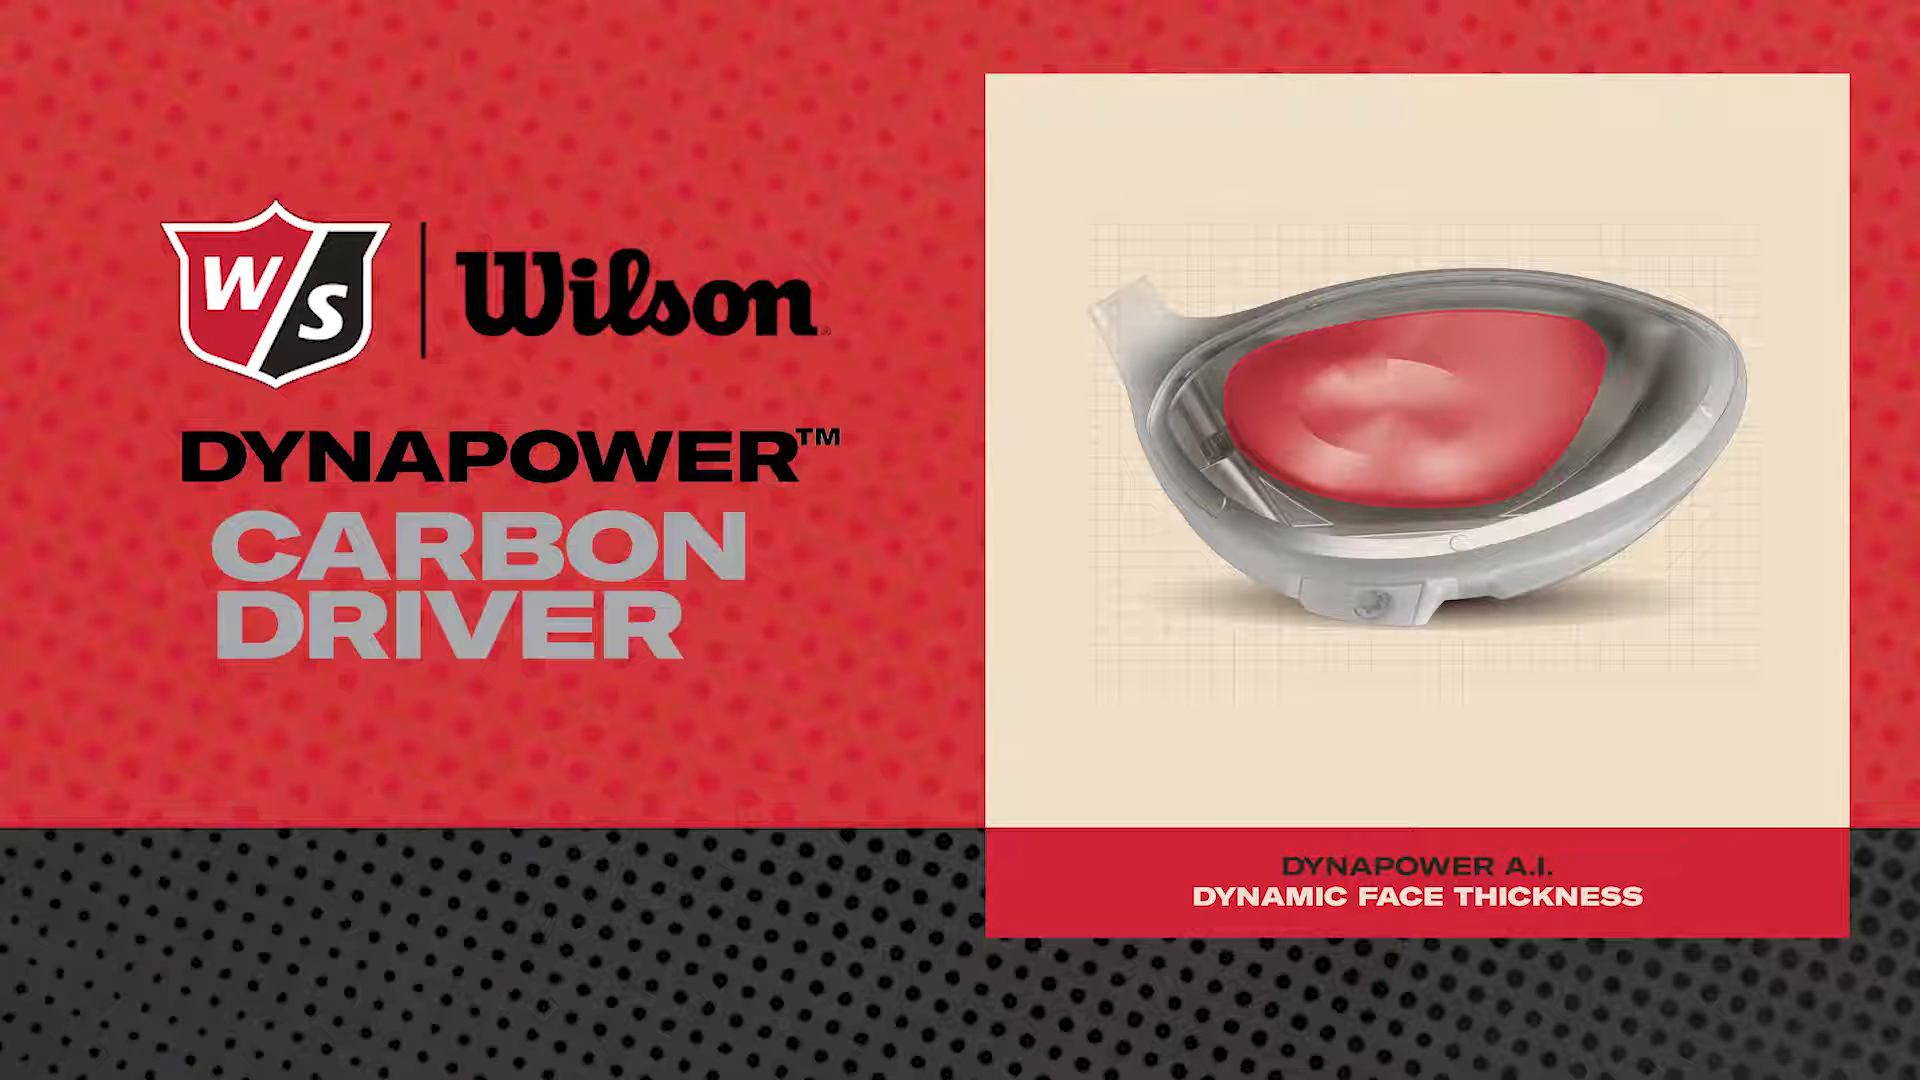 W/S
Wilson
DYNAPOWER™
CARBON
DRIVER
DYNAPOWER A.I.
DYNAMIC FACE THICKNESS